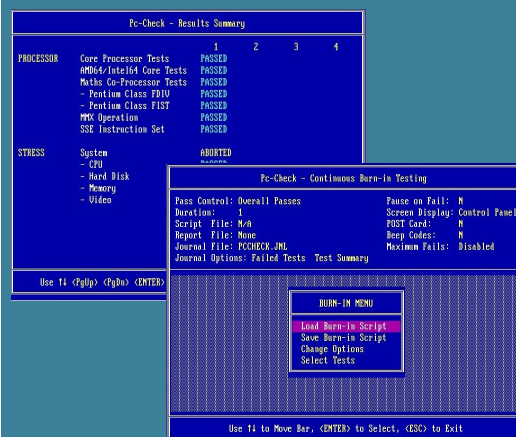 Pc-Check - Results Summary
1 2 3 4
PROCESSOR Core Processor Tests PASSED
AMD64/Intel64 Core Tests PASSED
Maths Co-Processor Tests PASSED
- Pentium Class FDIV PASSED
- Pentium Class FIST PASSED
MMX Operation PASSED
SSE Instruction Set PASSED
STRESS System ABORTED
- CPU
- Hard Disk
- Memory
- Video
Use ↑↓ <PgUp> <PgDn> <ENTER>
Pc-Check - Continuous Burn-in Testing
Pass Control: Overall Passes Pause on Fail: N
Duration: 1 Screen Display: Control Panel
Script File: N/A POST Card: N
Report File: None Beep Codes: N
Journal File: PCCHECK.JNL Maximum Fails: Disabled
Journal Options: Failed Tests Test Summary
BURN-IN MENU
Load Burn-in Script
Save Burn-in Script
Change Options
Select Tests
Use ↑↓ to Move Bar, <ENTER> to Select, <ESC> to Exit